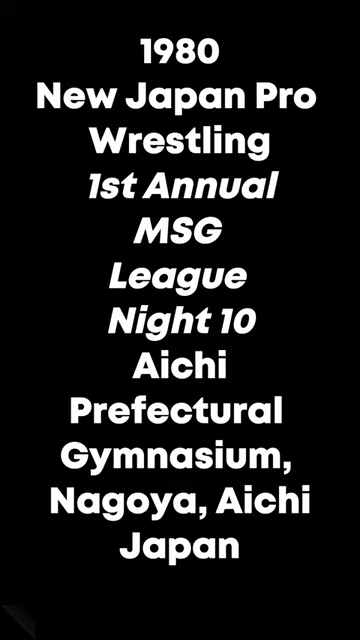 1980
New Japan Pro
Wrestling
1st Annual
MSG
League
Night 10
Aichi
Prefectural
Gymnasium,
Nagoya, Aichi
Japan